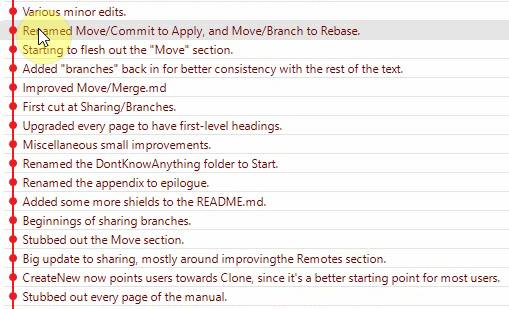 Various minor edits.
Renamed Move/Commit to Apply, and Move/Branch to Rebase.
Starting to flesh out the "Move" section.
Added "branches" back in for better consistency with the rest of the text.
Improved Move/Merge.md
First cut at Sharing/Branches.
Upgraded every page to have first-level headings.
Miscellaneous small improvements.
Renamed the DontKnowAnything folder to Start.
Renamed the appendix to epilogue.
Added some more shields to the README.md.
Beginnings of sharing branches.
Stubbed out the Move section.
Big update to sharing, mostly around improvingthe Remotes section.
CreateNew now points users towards Clone, since it's a better starting point for most users.
Stubbed out every page of the manual.